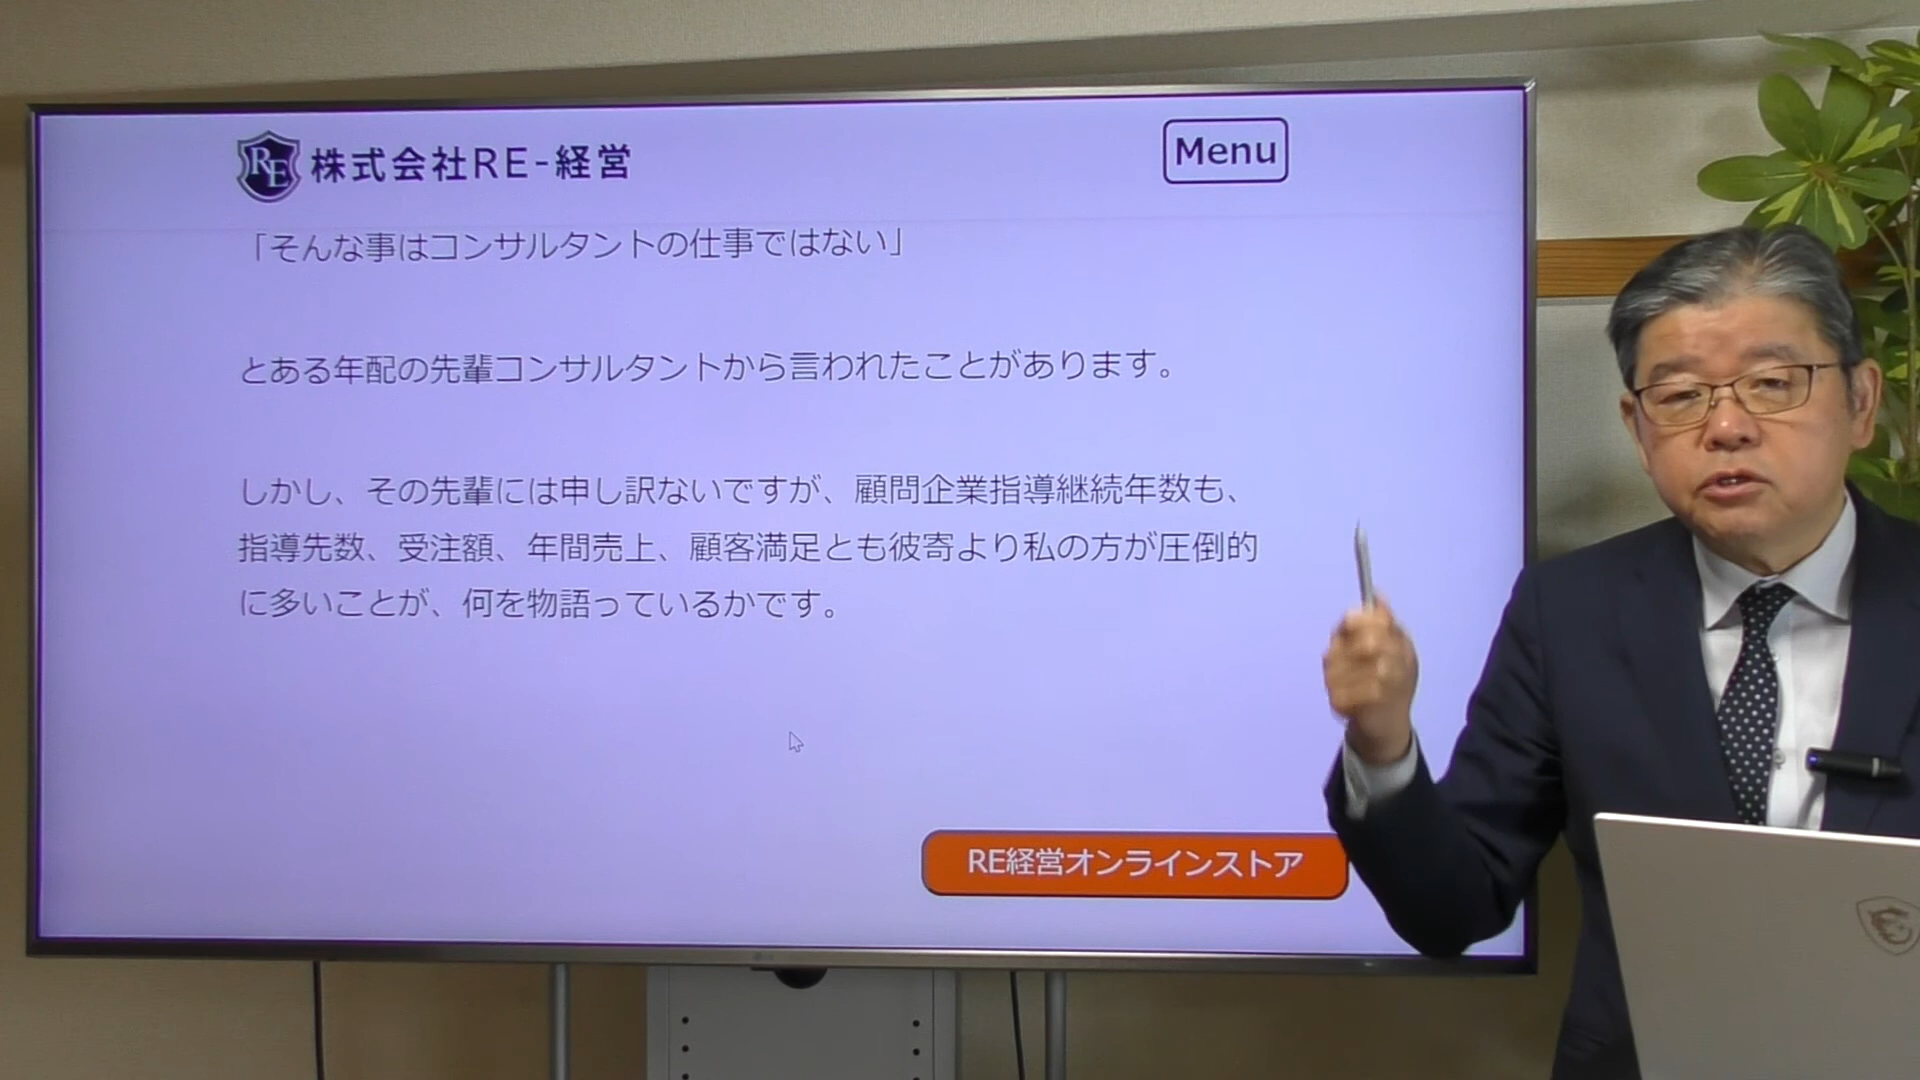 RE 株式会社RE-経営
Menu
「そんな事はコンサルタントの仕事ではない」
とある年配の先輩コンサルタントから言われたことがあります。
しかし、その先輩には申し訳ないですが、顧問企業指導継続年数も、
指導先数、受注額、年間売上、顧客満足とも彼寄より私の方が圧倒的
に多いことが、何を物語っているかです。
RE経営オンラインストア
LG